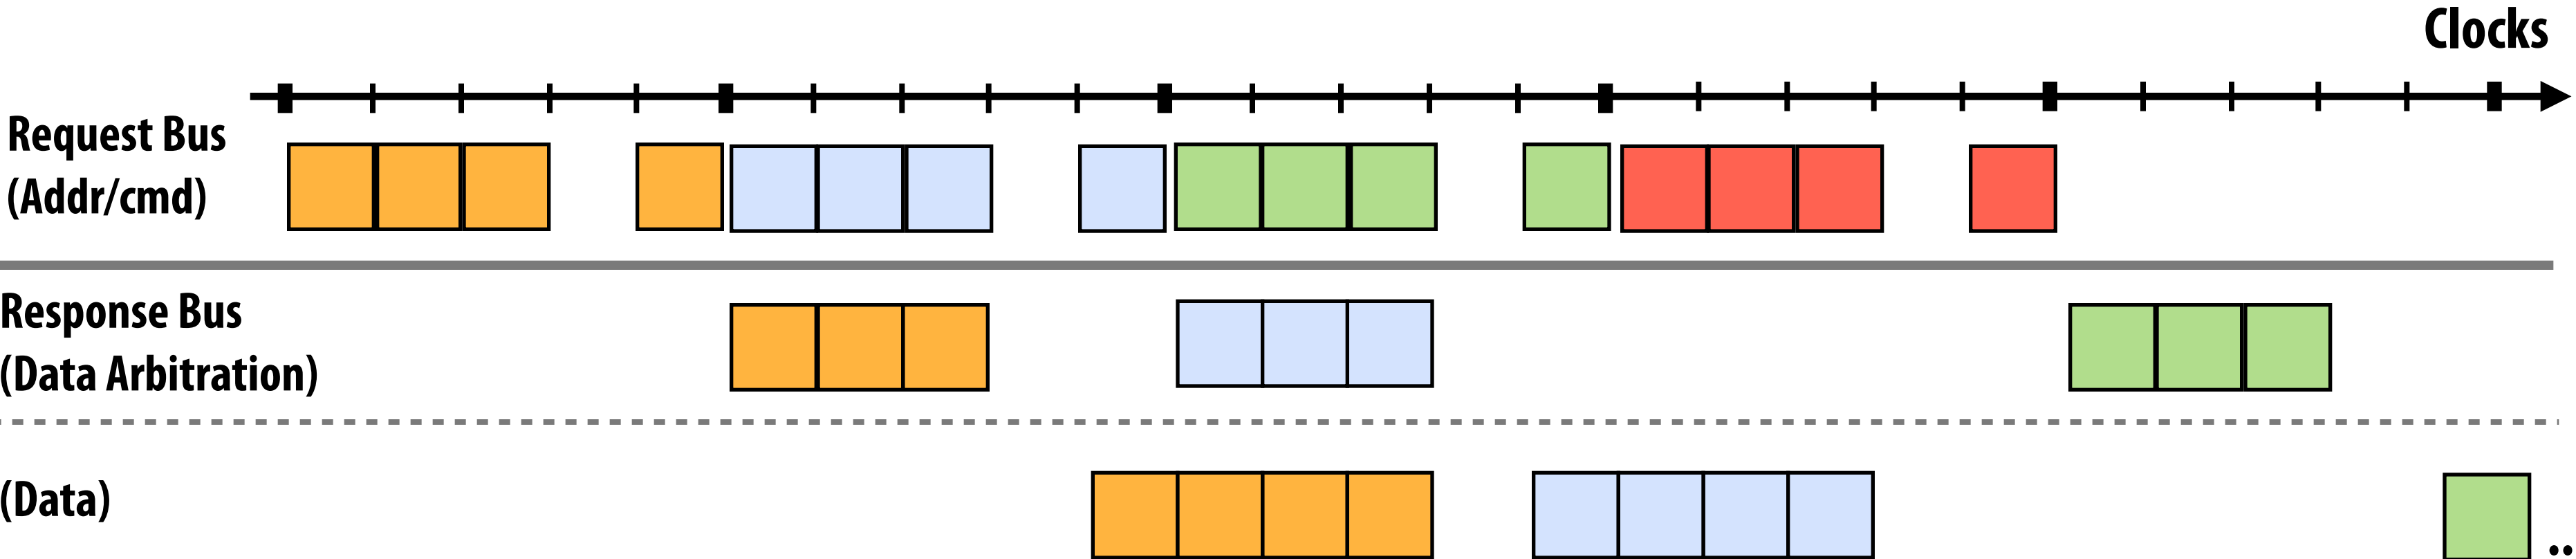 Clocks
Request Bus
(Addr/cmd)
Response Bus
(Data Arbitration)
(Data)
..